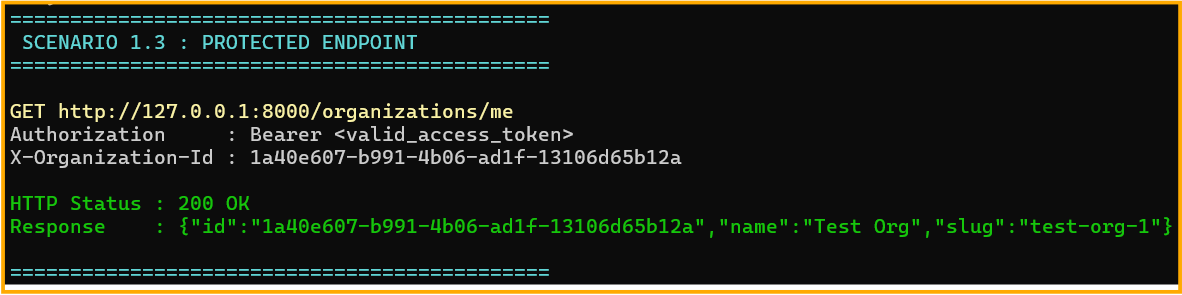 =============================================
SCENARIO 1.3 : PROTECTED ENDPOINT
=============================================
GET http://127.0.0.1:8000/organizations/me
Authorization     : Bearer <valid_access_token>
X-Organization-Id : 1a40e607-b991-4b06-ad1f-13106d65b12a
HTTP Status : 200 OK
Response    : {"id":"1a40e607-b991-4b06-ad1f-13106d65b12a","name":"Test Org","slug":"test-org-1"}
=============================================